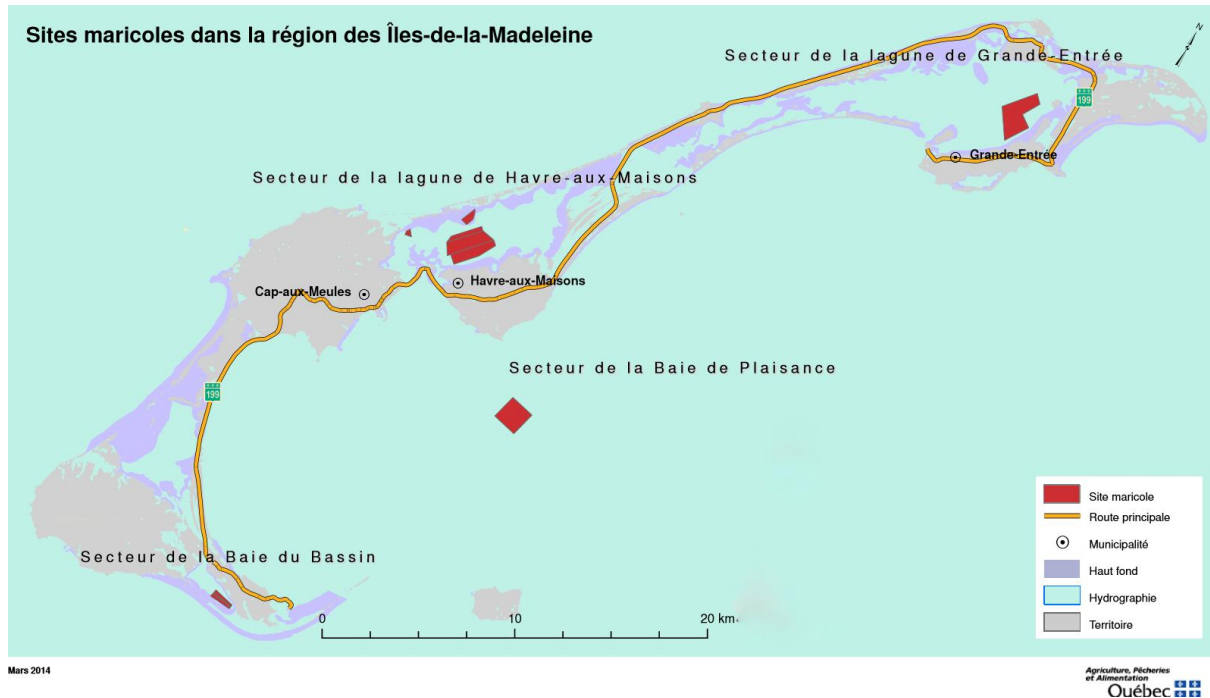 Sites maricoles dans la région des Îles-de-la-Madeleine
N
Secteur de la lagune de Grande-Entrée
199
Grande-Entrée
Secteur de la lagune de Havre-aux-Maisons
Havre-aux-Maisons
Cap-aux-Meules
Secteur de la Baie de Plaisance
199
Secteur de la Baie du Bassin
0 10 20 km
Site maricole
Route principale
Municipalité
Haut fond
Hydrographie
Territoire
Mars 2014
Agriculture, Pêcheries
et Alimentation
Québec